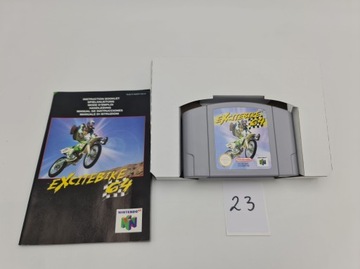 INSTRUCTION BOOKLET
SPIELANLEITUNG
MODE D'EMPLOI
HANDLEIDING
MANUAL DE INSTRUCCIONES
MANUALE DI ISTRUZIONI
EXCITEBIKE
64
NINTENDO 64
EXCITEBIKE
64
23